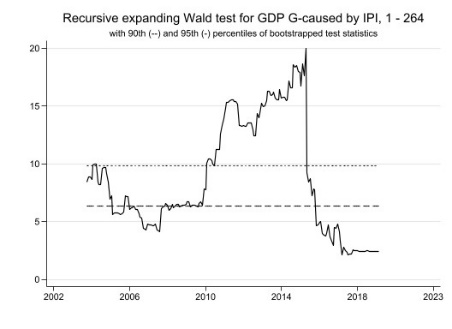 Recursive expanding Wald test for GDP G-caused by IPI, 1 - 264
with 90th (--) and 95th (-) percentiles of bootstrapped test statistics
20
15
10
5
0
2002 2006 2010 2014 2018 2023